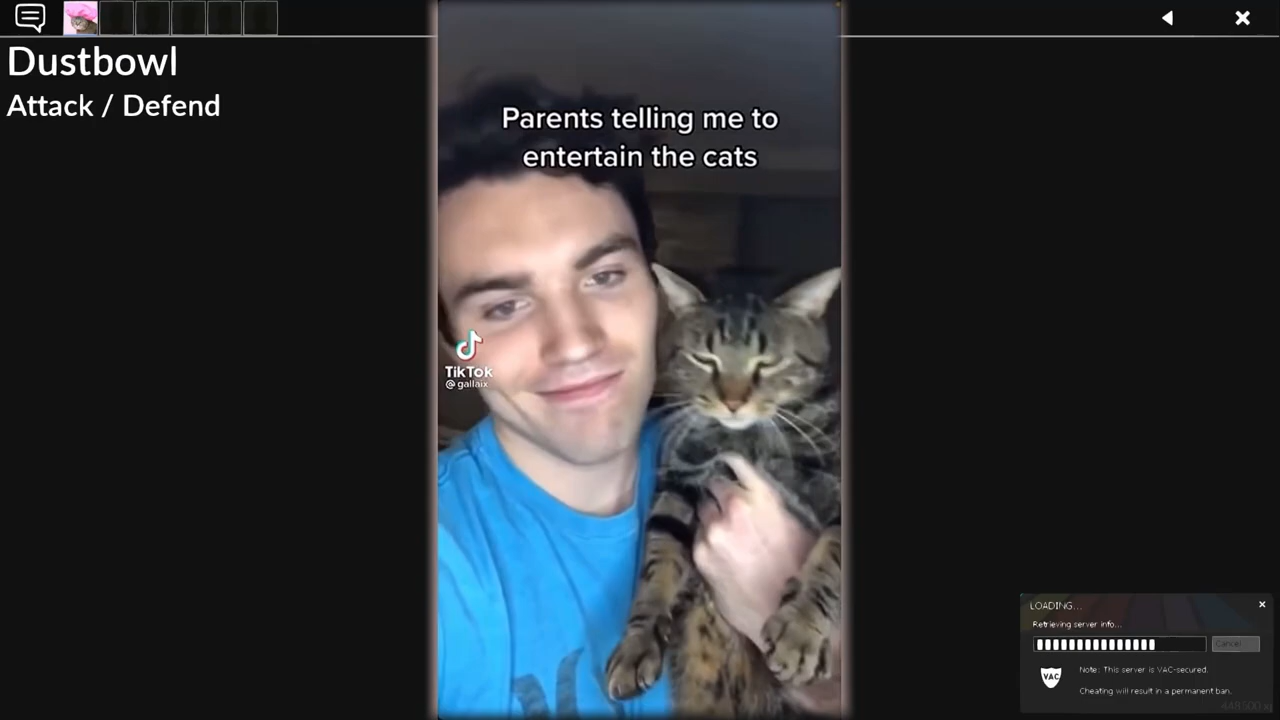 Dustbowl
Attack / Defend
Parents telling me to
entertain the cats
TikTok
@gallaix
LOADING...
Retrieving server info...
Cancel
VAC
Note: This server is VAC-secured.
Cheating will result in a permanent ban.